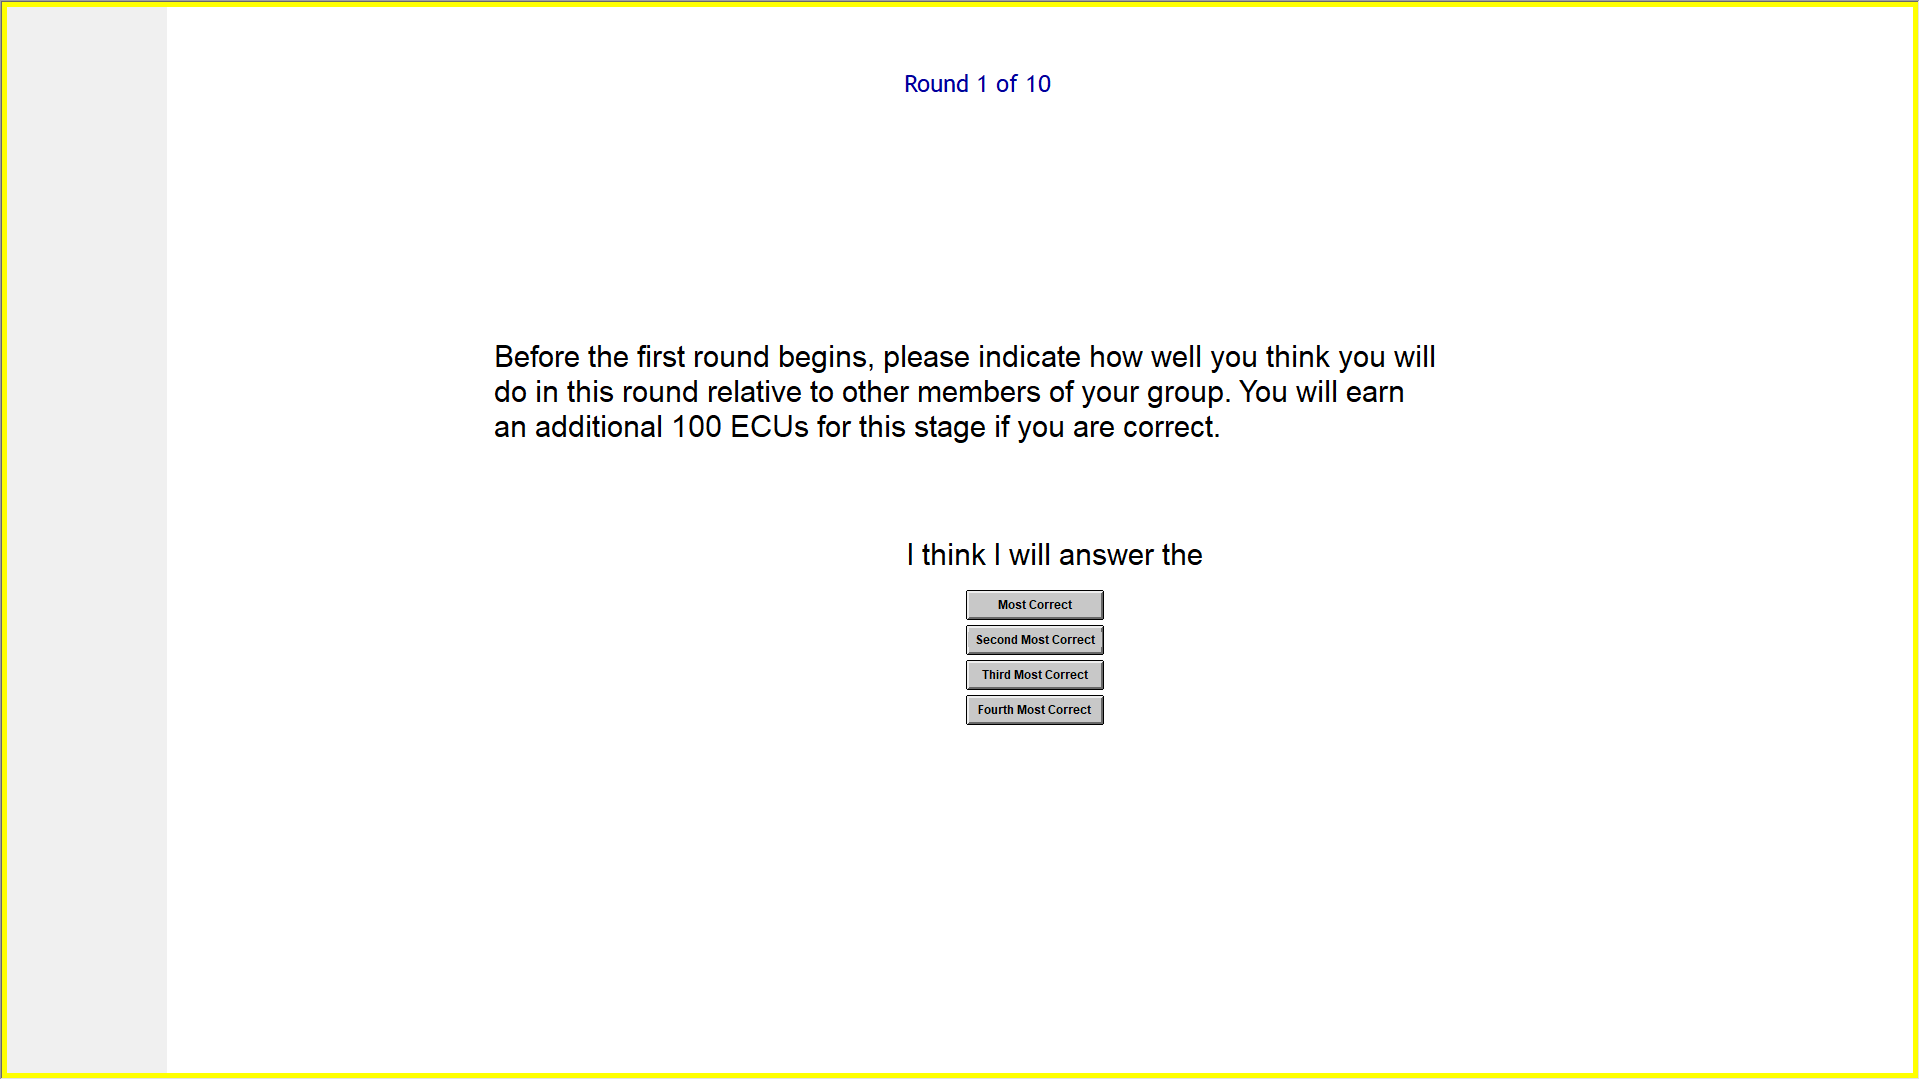 Round 1 of 10
Before the first round begins, please indicate how well you think you will
do in this round relative to other members of your group. You will earn
an additional 100 ECUs for this stage if you are correct.
I think I will answer the
Most Correct
Second Most Correct
Third Most Correct
Fourth Most Correct